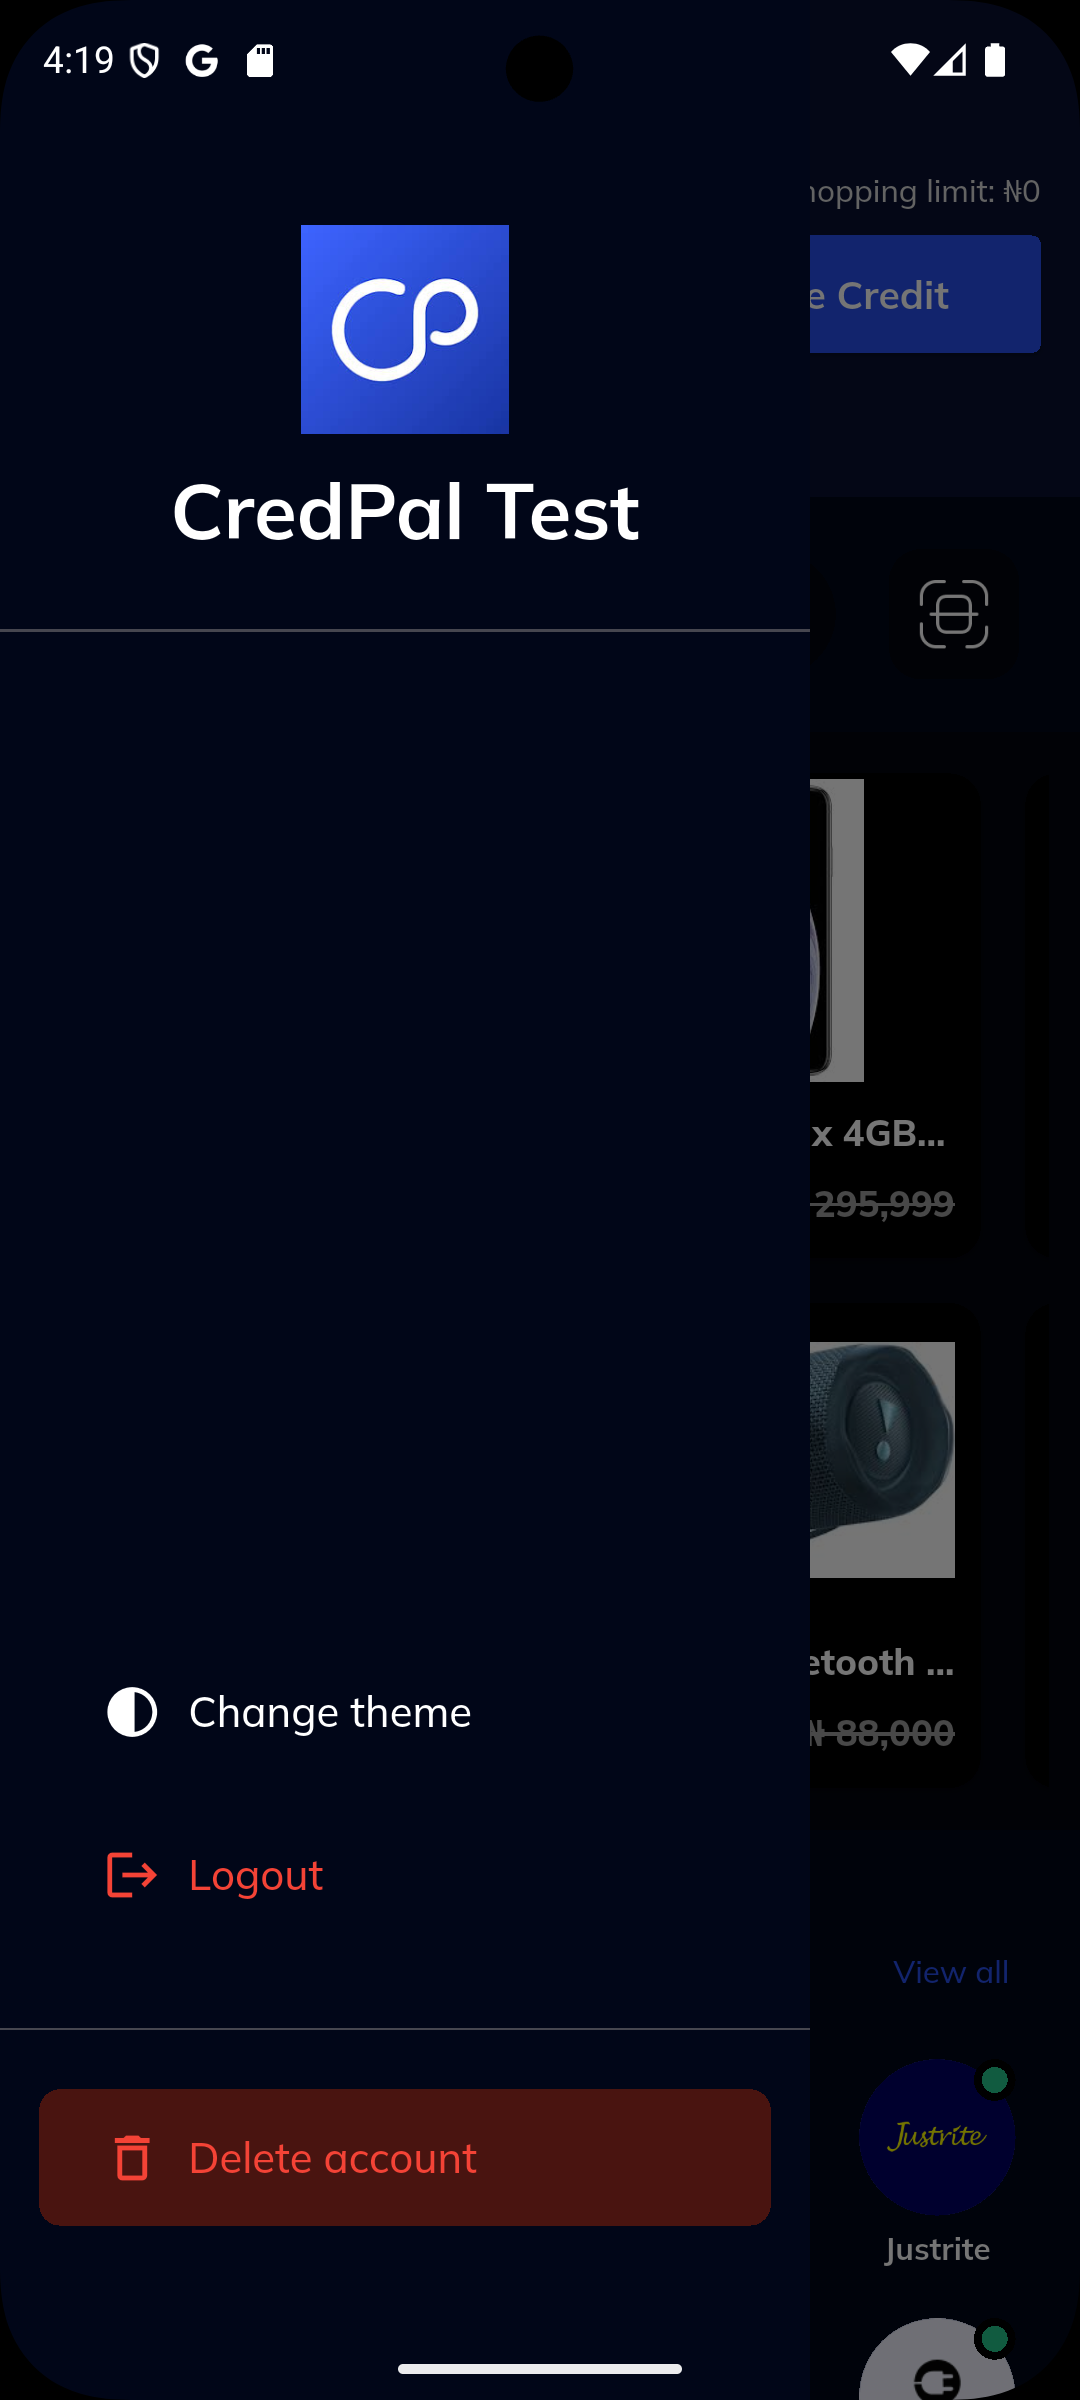 4:19
hopping limit: ₦0
e Credit
CredPal Test
x 4GB...
295,999
etooth ...
₦ 88,000
Change theme
Logout
View all
Delete account
Justrite
Justrite